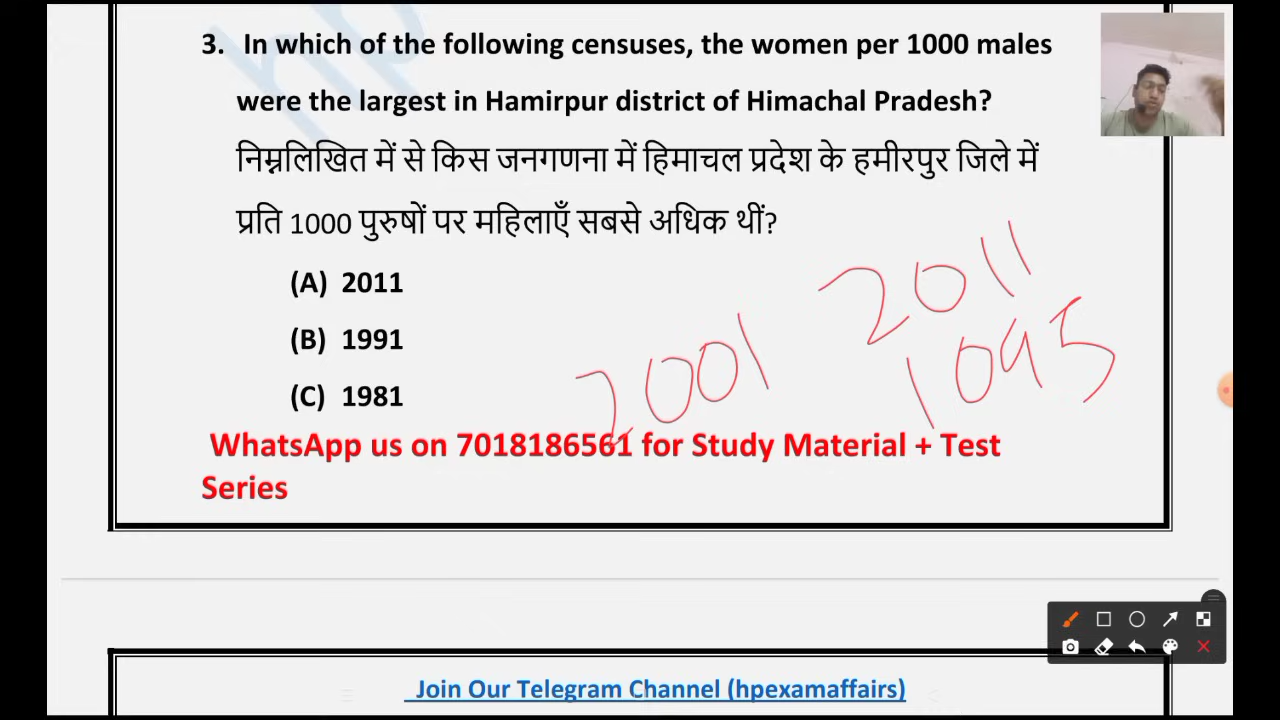 3. In which of the following censuses, the women per 1000 males
were the largest in Hamirpur district of Himachal Pradesh?
निम्नलिखित में से किस जनगणना में हिमाचल प्रदेश के हमीरपुर जिले में
प्रति 1000 पुरुषों पर महिलाएँ सबसे अधिक थीं?
(A) 2011
(B) 1991
(C) 1981
2011
1095
2001
WhatsApp us on 7018186561 for Study Material + Test
Series
Join Our Telegram Channel (hpexamaffairs)